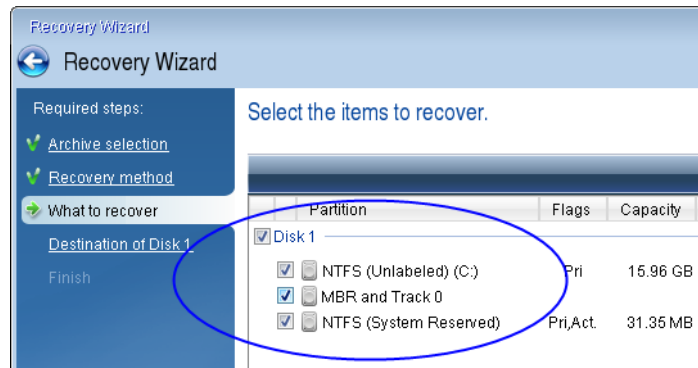 Recovery Wizard
Recovery Wizard
Required steps:
Archive selection
Recovery method
What to recover
Destination of Disk 1
Finish
Select the items to recover.
Partition Flags Capacity
Disk 1
NTFS (Unlabeled) (C:) Pri 15.96 GB
MBR and Track 0
NTFS (System Reserved) Pri,Act. 31.35 MB